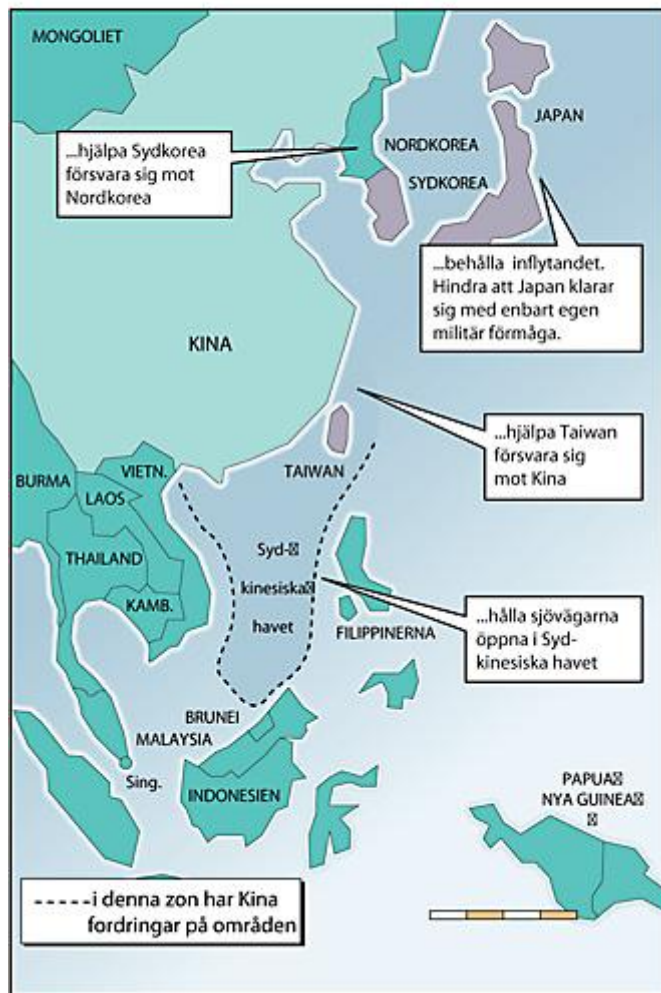 MONGOLIET
JAPAN
...hjälpa Sydkorea
försvara sig mot
Nordkorea
NORDKOREA
SYDKOREA
...behålla inflytandet.
Hindra att Japan klarar
sig med enbart egen
militär förmåga.
KINA
...hjälpa Taiwan
försvara sig
mot Kina
TAIWAN
BURMA
VIETN.
LAOS
THAILAND
KAMB.
Syd-
kinesiska
havet
FILIPPINERNA
...hålla sjövägarna
öppna i Syd-
kinesiska havet
BRUNEI
MALAYSIA
Sing.
INDONESIEN
PAPUA
NYA GUINEA
i denna zon har Kina
fordringar på områden